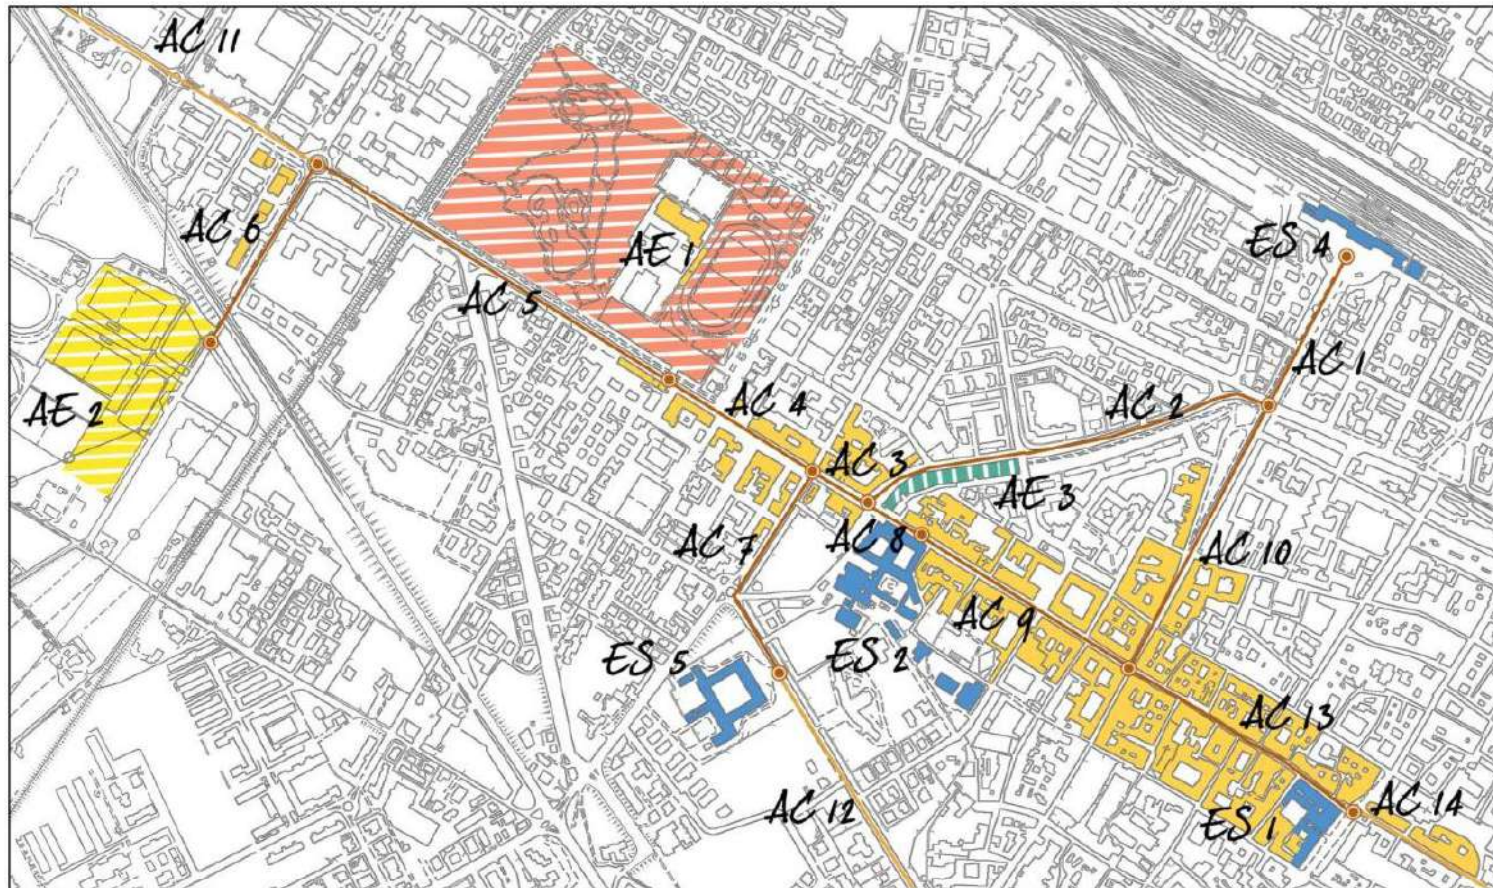 AC 11
AC 6
AE 1
ES 4
AC 5
AC 1
AE 2
AC 4
AC 2
AC 3
AE 3
AC 7
AC 8
AC 10
AC 9
ES 5
ES 2
AC 13
AC 12
ES 1
AC 14